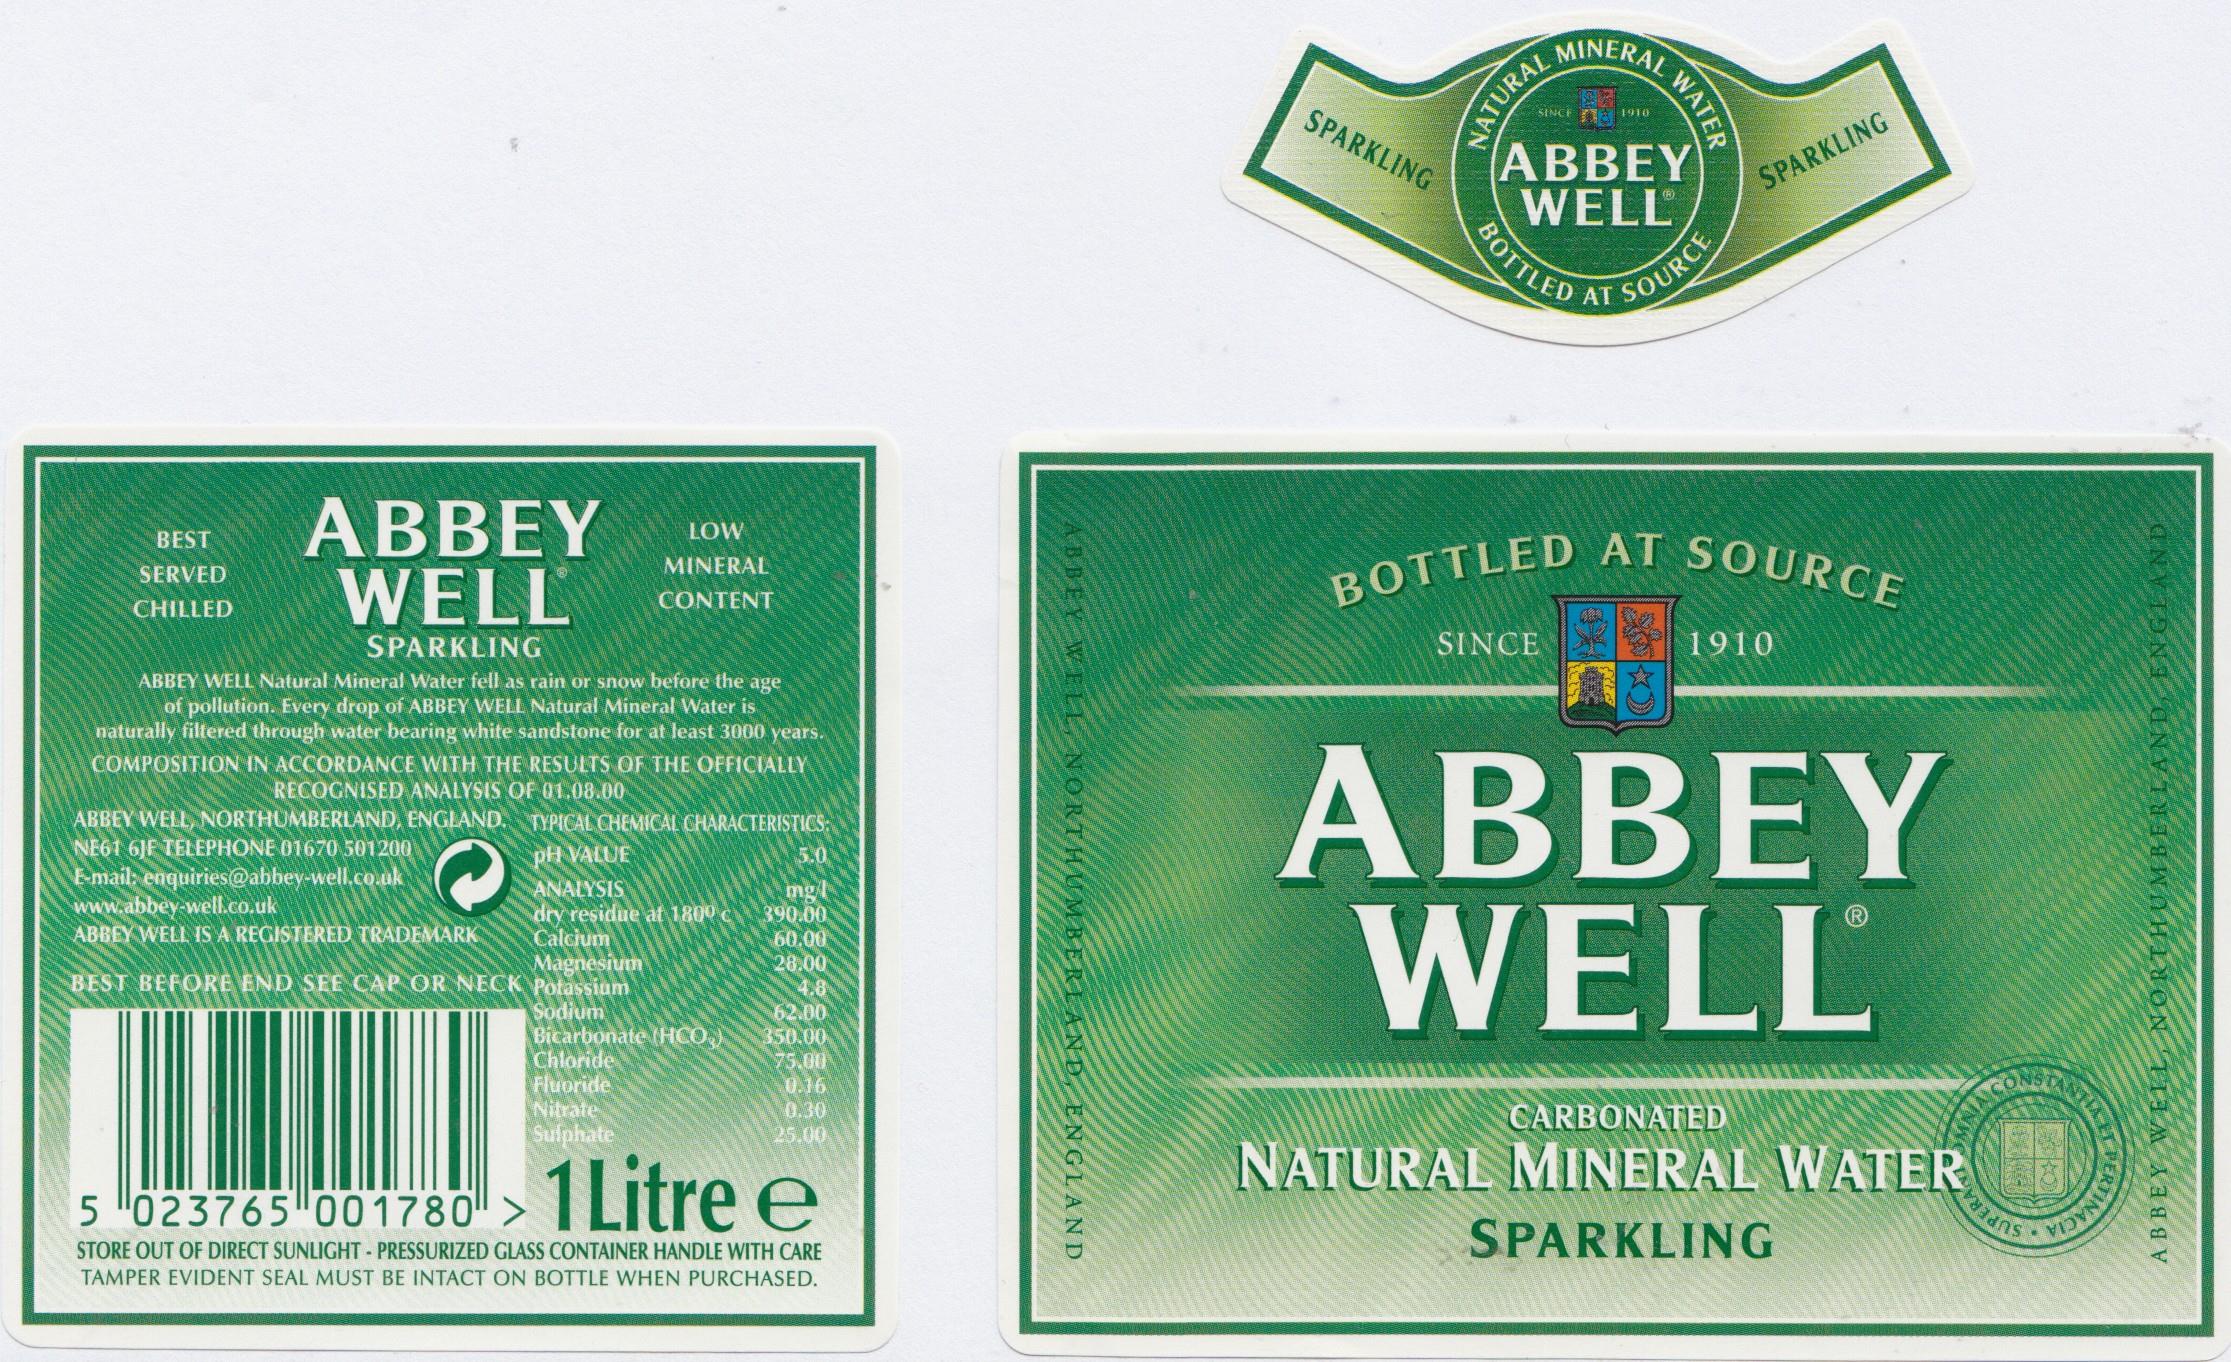 NATURAL MINERAL WATER
SINCE 1910
SPARKLING
ABBEY
WELL®
SPARKLING
BOTTLED AT SOURCE
BEST
SERVED
CHILLED
ABBEY
WELL®
SPARKLING
LOW
MINERAL
CONTENT
ABBEY WELL Natural Mineral Water fell as rain or snow before the age
of pollution. Every drop of ABBEY WELL Natural Mineral Water is
naturally filtered through water bearing white sandstone for at least 3000 years.
COMPOSITION IN ACCORDANCE WITH THE RESULTS OF THE OFFICIALLY
RECOGNISED ANALYSIS OF 01.08.00
ABBEY WELL, NORTHUMBERLAND, ENGLAND.
NE61 6JF TELEPHONE 01670 501200
E-mail: enquiries@abbey-well.co.uk
www.abbey-well.co.uk
ABBEY WELL IS A REGISTERED TRADEMARK
BEST BEFORE END SEE CAP OR NECK
TYPICAL CHEMICAL CHARACTERISTICS:
pH VALUE 5.0
ANALYSIS mg/l
dry residue at 180º c 390.00
Calcium 60.00
Magnesium 28.00
Potassium 4.8
Sodium 62.00
Bicarbonate (HCO₃) 350.00
Chloride 75.00
Fluoride 0.16
Nitrate 0.30
Sulphate 25.00
5 023765 001780 >
1 Litre ℮
STORE OUT OF DIRECT SUNLIGHT - PRESSURIZED GLASS CONTAINER HANDLE WITH CARE
TAMPER EVIDENT SEAL MUST BE INTACT ON BOTTLE WHEN PURCHASED.
ABBEY WELL, NORTHUMBERLAND, ENGLAND
BOTTLED AT SOURCE
SINCE 1910
ABBEY
WELL®
CARBONATED
NATURAL MINERAL WATER
SPARKLING
SUPERANT OMNIA CONSTANTIA ET PERTINACIA
ABBEY WELL, NORTHUMBERLAND, ENGLAND